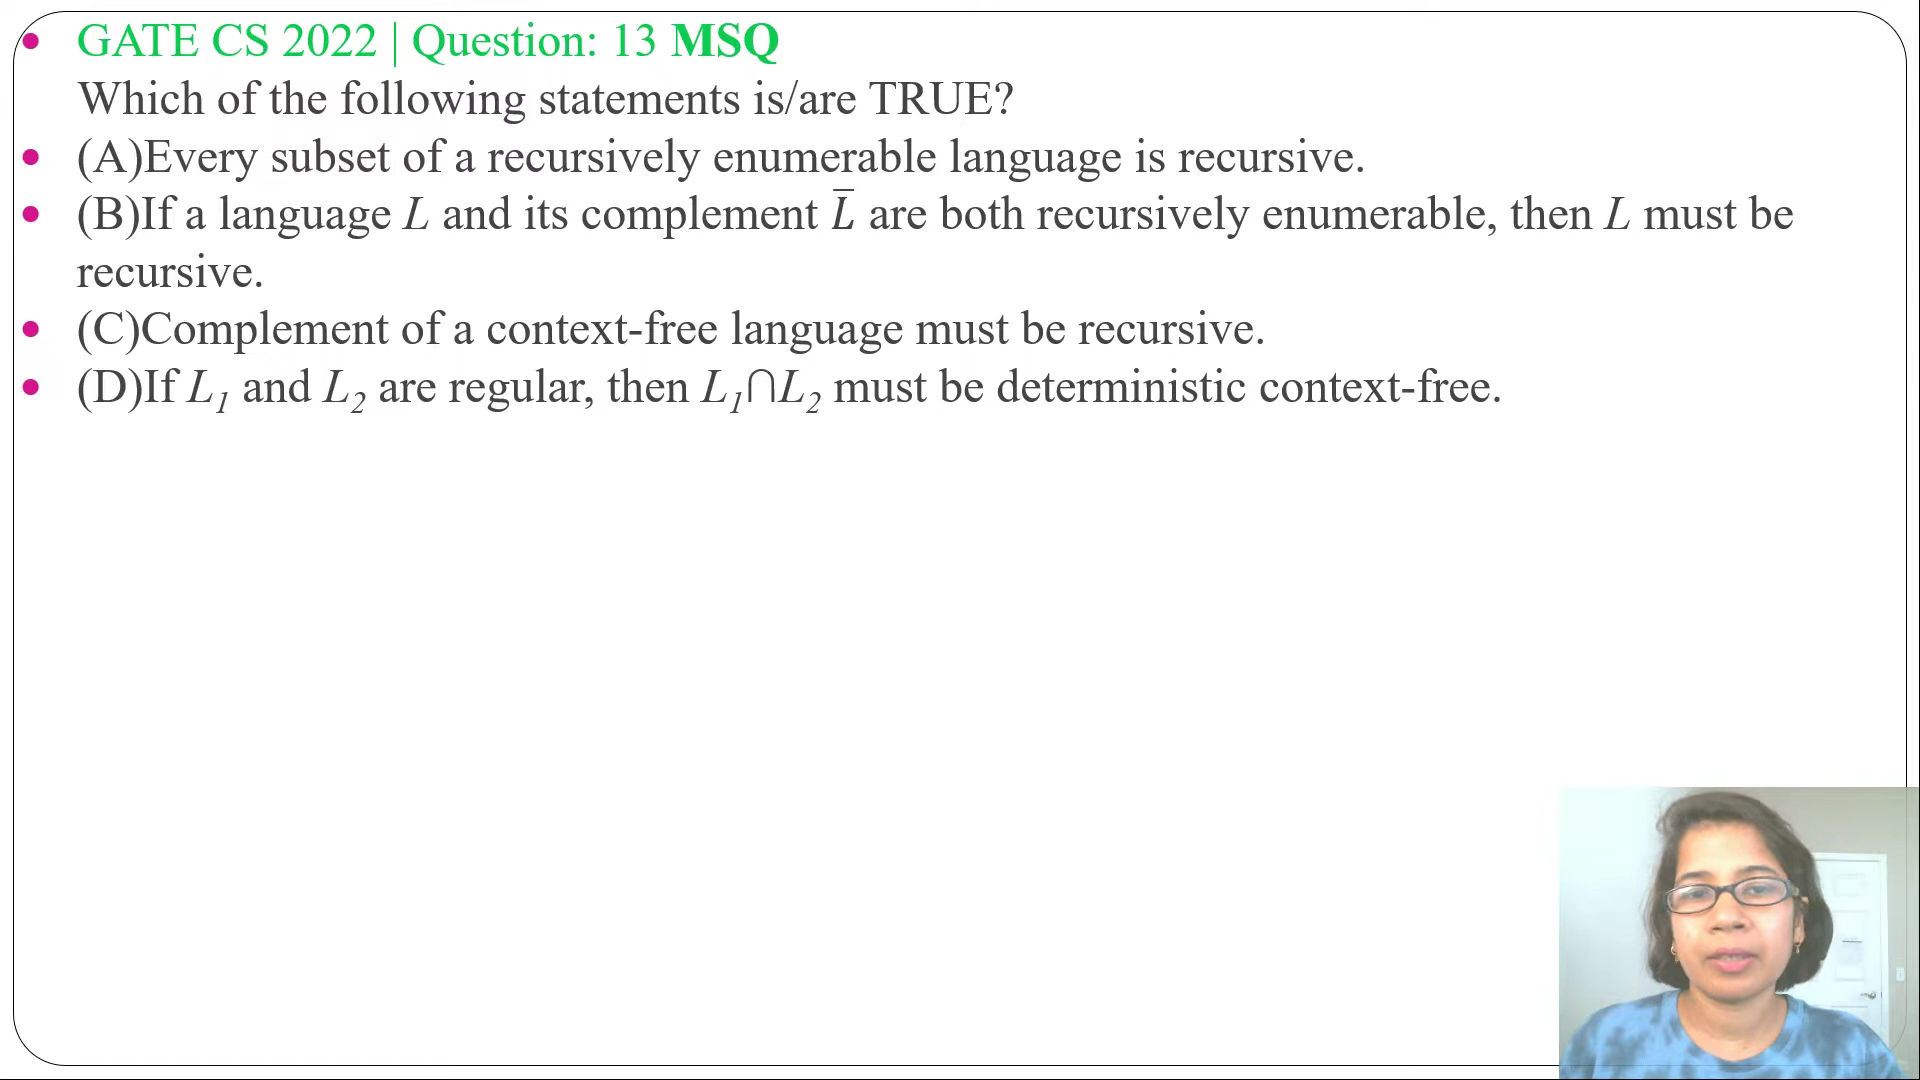 GATE CS 2022 | Question: 13 MSQ
Which of the following statements is/are TRUE?
(A)Every subset of a recursively enumerable language is recursive.
(B)If a language L and its complement L̅ are both recursively enumerable, then L must be
recursive.
(C)Complement of a context-free language must be recursive.
(D)If L₁ and L₂ are regular, then L₁∩L₂ must be deterministic context-free.